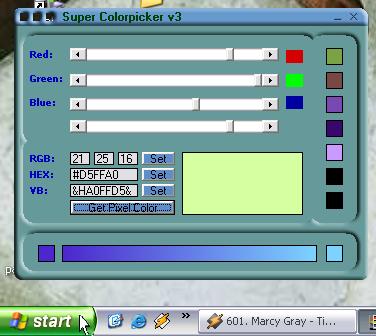 Super Colorpicker v3
Red:
Green:
Blue:
RGB: 21 25 16 Set
HEX: #D5FFA0 Set
VB: &HA0FFD5& Set
Get Pixel Color
start » 601. Marcy Gray - Ti...